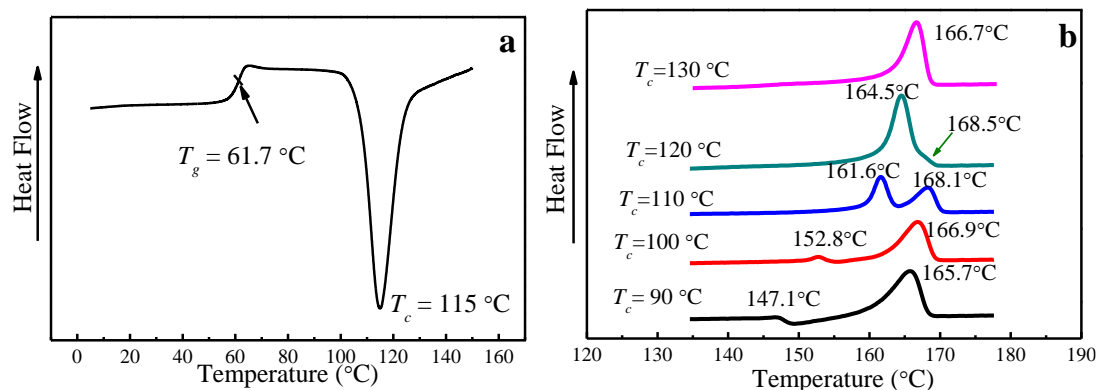 a
Heat Flow
T_g = 61.7 °C
T_c = 115 °C
0 20 40 60 80 100 120 140 160
Temperature (°C)
b
Heat Flow
166.7°C
T_c=130 °C
164.5°C
168.5°C
T_c=120 °C
161.6°C
168.1°C
T_c=110 °C
152.8°C
166.9°C
T_c=100 °C
147.1°C
165.7°C
T_c= 90 °C
120 130 140 150 160 170 180 190
Temperature (°C)